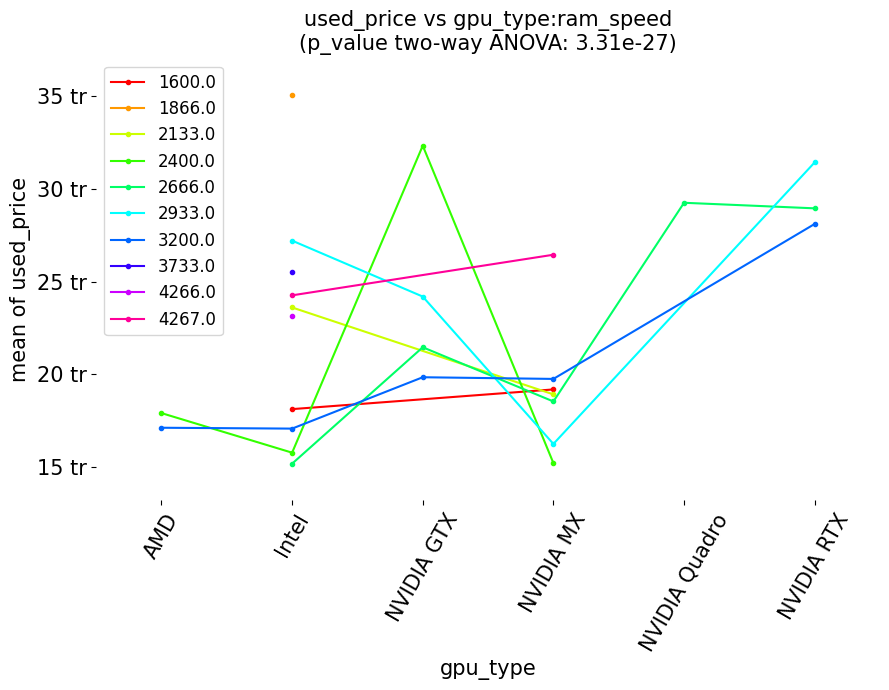 used_price vs gpu_type:ram_speed
(p_value two-way ANOVA: 3.31e-27)
1600.0
1866.0
2133.0
2400.0
2666.0
2933.0
3200.0
3733.0
4266.0
4267.0
mean of used_price
35 tr
30 tr
25 tr
20 tr
15 tr
AMD
Intel
NVIDIA GTX
NVIDIA MX
NVIDIA Quadro
NVIDIA RTX
gpu_type